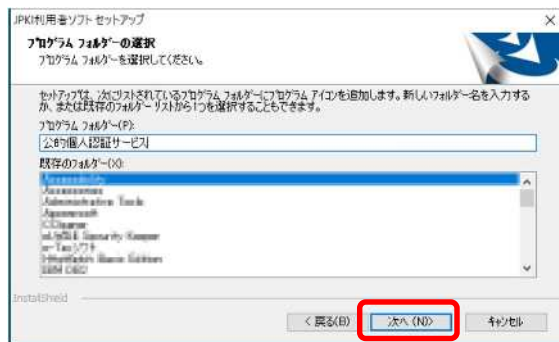 JPKI利用者ソフト セットアップ
プログラム フォルダーの選択
プログラム フォルダーを選択してください。
セットアップは、次にリストされているプログラム フォルダーにプログラム アイコンを追加します。新しいフォルダー名を入力する
か、または既存のフォルダー リストから1つを選択することもできます。
プログラム フォルダー(P):
公的個人認証サービス
既存のフォルダー(X):
Accessibility
Accessories
Administrative Tools
CCleaner
e-Taxソフト
InstallShield
< 戻る(B)
次へ (N)>
キャンセル